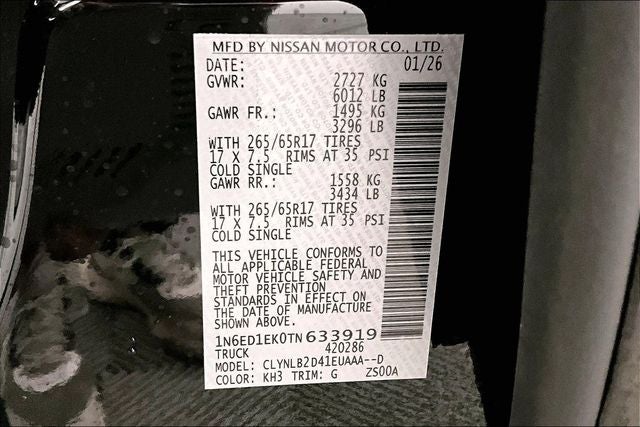 MFD BY NISSAN MOTOR CO., LTD.
DATE: 01/26
GVWR: 2727 KG
6012 LB
GAWR FR.: 1495 KG
3296 LB
WITH 265/65R17 TIRES
17 X 7.5 RIMS AT 35 PSI
COLD SINGLE
GAWR RR.: 1558 KG
3434 LB
WITH 265/65R17 TIRES
17 X 7.5 RIMS AT 35 PSI
COLD SINGLE
THIS VEHICLE CONFORMS TO
ALL APPLICABLE FEDERAL
MOTOR VEHICLE SAFETY AND
THEFT PREVENTION
STANDARDS IN EFFECT ON
THE DATE OF MANUFACTURE
SHOWN ABOVE.
1N6ED1EK0TN 633919
TRUCK 420286
MODEL: CLYNLB2D41EUAAA--D
COLOR: KH3 TRIM: G ZS00A